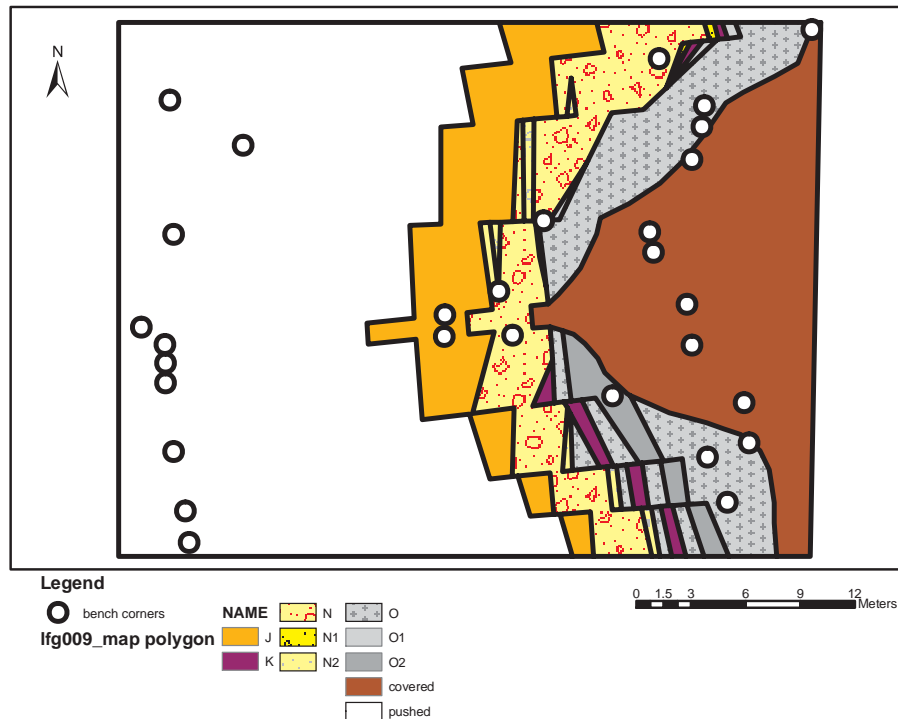 N
Legend
bench corners
lfg009_map polygon
NAME
J
K
N
N1
N2
O
O1
O2
covered
pushed
0 1.5 3 6 9 12
Meters